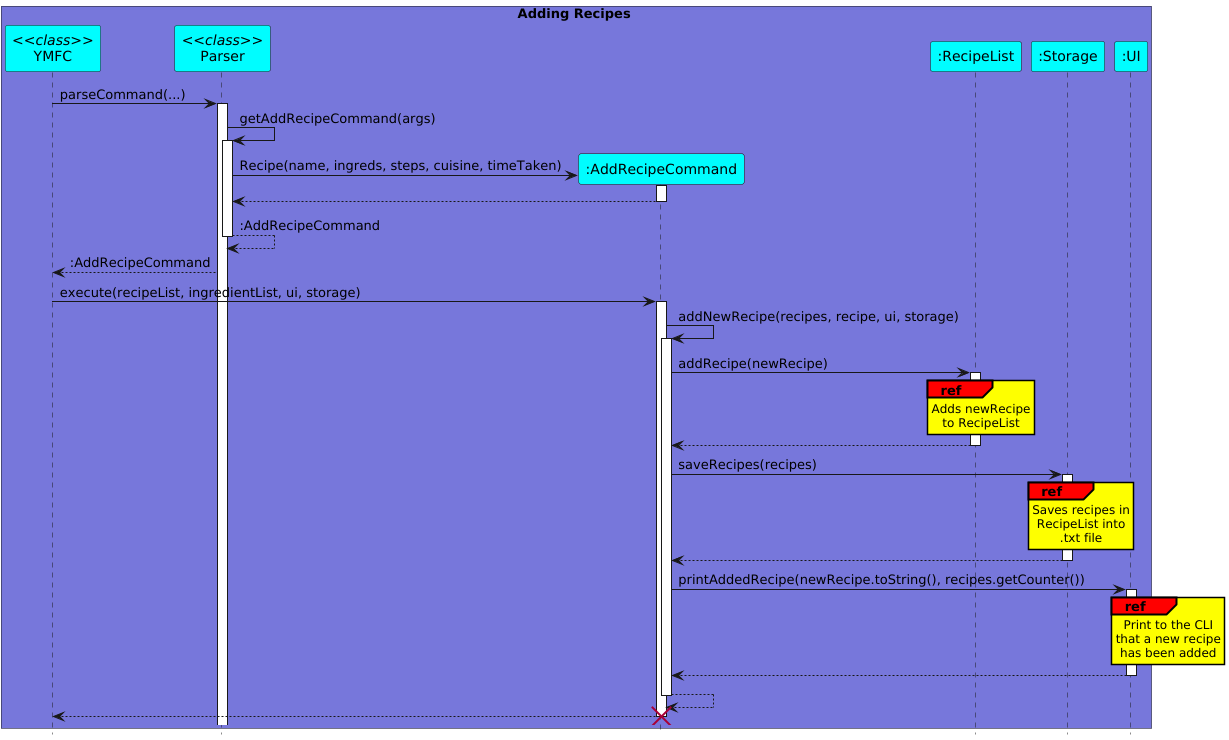 Adding Recipes
<<class>>
YMFC
<<class>>
Parser
:RecipeList
:Storage
:UI
parseCommand(...)
getAddRecipeCommand(args)
Recipe(name, ingreds, steps, cuisine, timeTaken)
:AddRecipeCommand
:AddRecipeCommand
:AddRecipeCommand
execute(recipeList, ingredientList, ui, storage)
addNewRecipe(recipes, recipe, ui, storage)
addRecipe(newRecipe)
ref
Adds newRecipe
to RecipeList
saveRecipes(recipes)
ref
Saves recipes in
RecipeList into
.txt file
printAddedRecipe(newRecipe.toString(), recipes.getCounter())
ref
Print to the CLI
that a new recipe
has been added